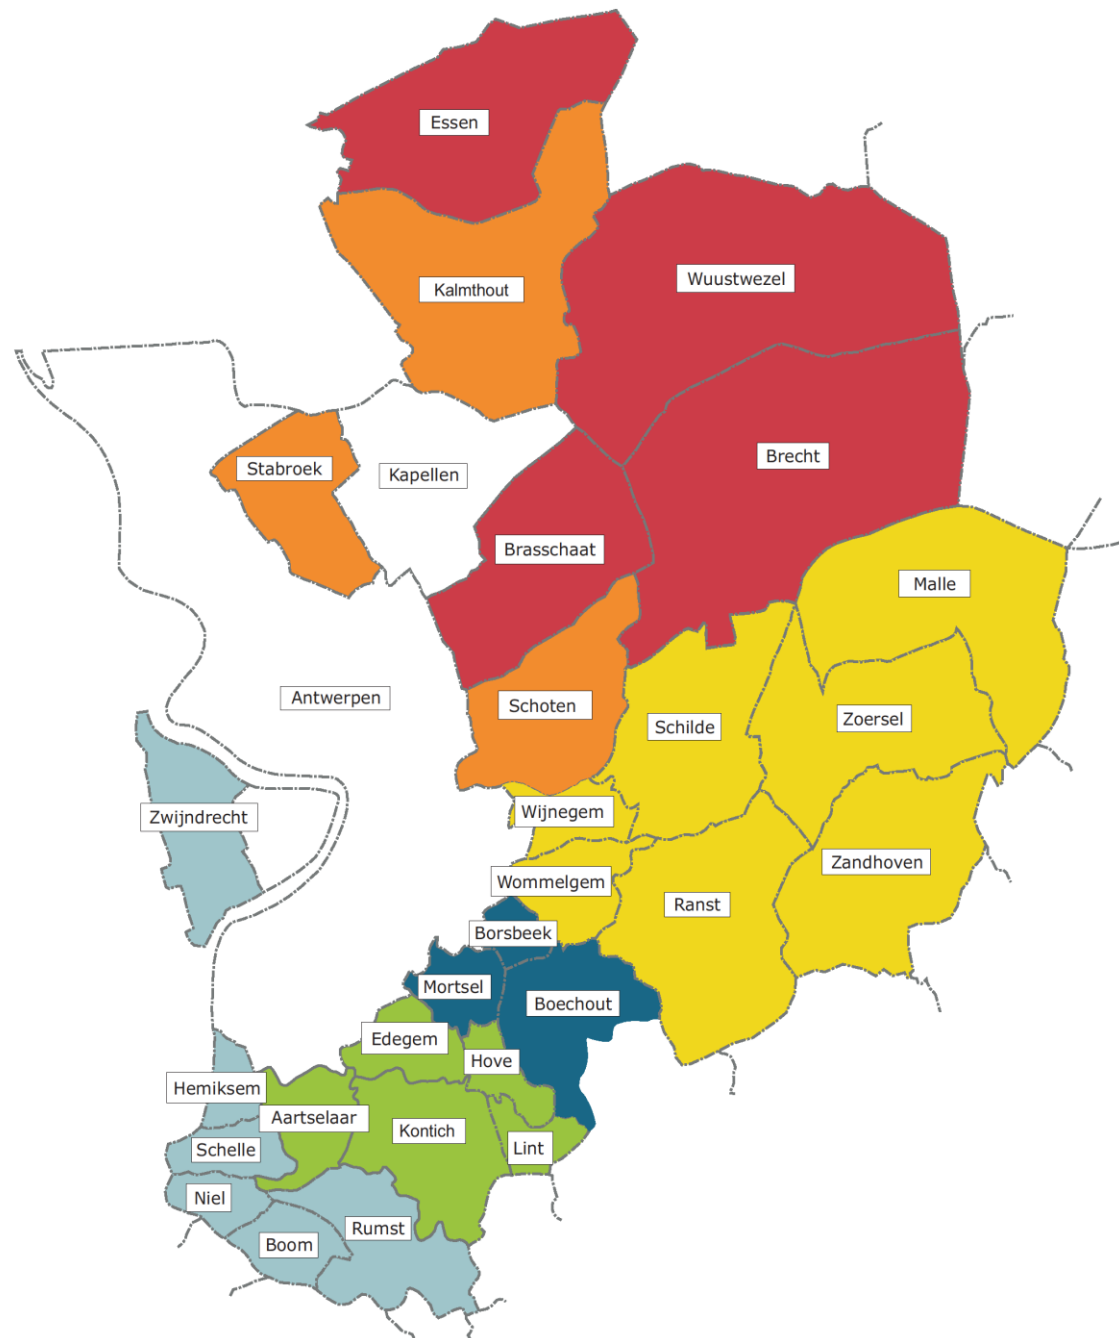 Essen
Wuustwezel
Kalmthout
Brecht
Stabroek
Kapellen
Brasschaat
Malle
Antwerpen
Schoten
Zoersel
Schilde
Wijnegem
Zwijndrecht
Zandhoven
Wommelgem
Ranst
Borsbeek
Mortsel
Boechout
Edegem
Hove
Hemiksem
Aartselaar
Kontich
Schelle
Lint
Niel
Rumst
Boom